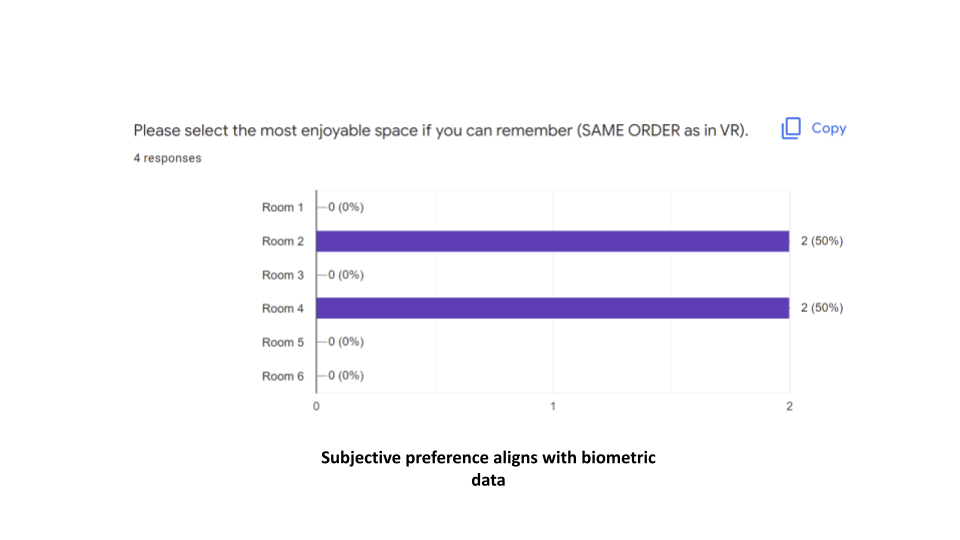 Please select the most enjoyable space if you can remember (SAME ORDER as in VR).
Copy
4 responses
Room 1 0 (0%)
Room 2 2 (50%)
Room 3 0 (0%)
Room 4 2 (50%)
Room 5 0 (0%)
Room 6 0 (0%)
0 1 2
Subjective preference aligns with biometric
data